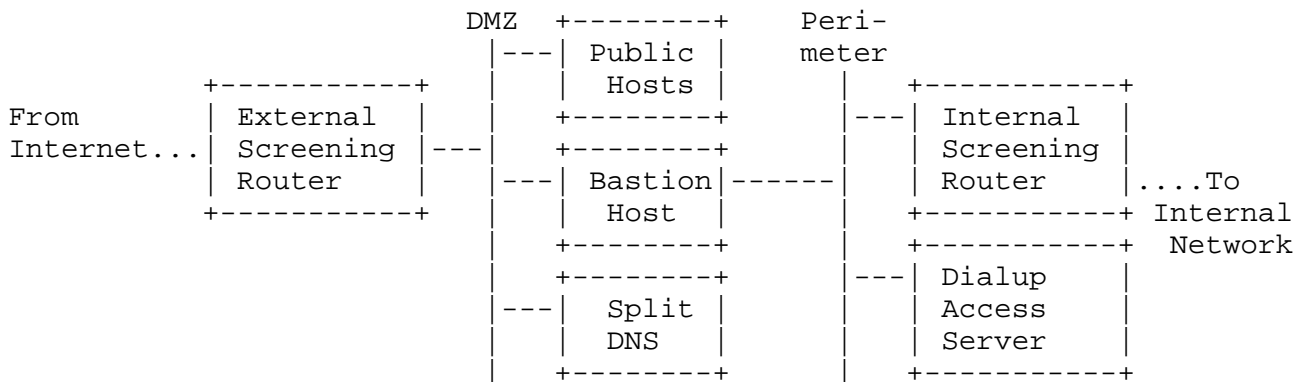 DMZ
Peri-
meter
Public
Hosts
From
Internet...
External
Screening
Router
Internal
Screening
Router
Bastion
Host
....To
Internal
Network
Split
DNS
Dialup
Access
Server